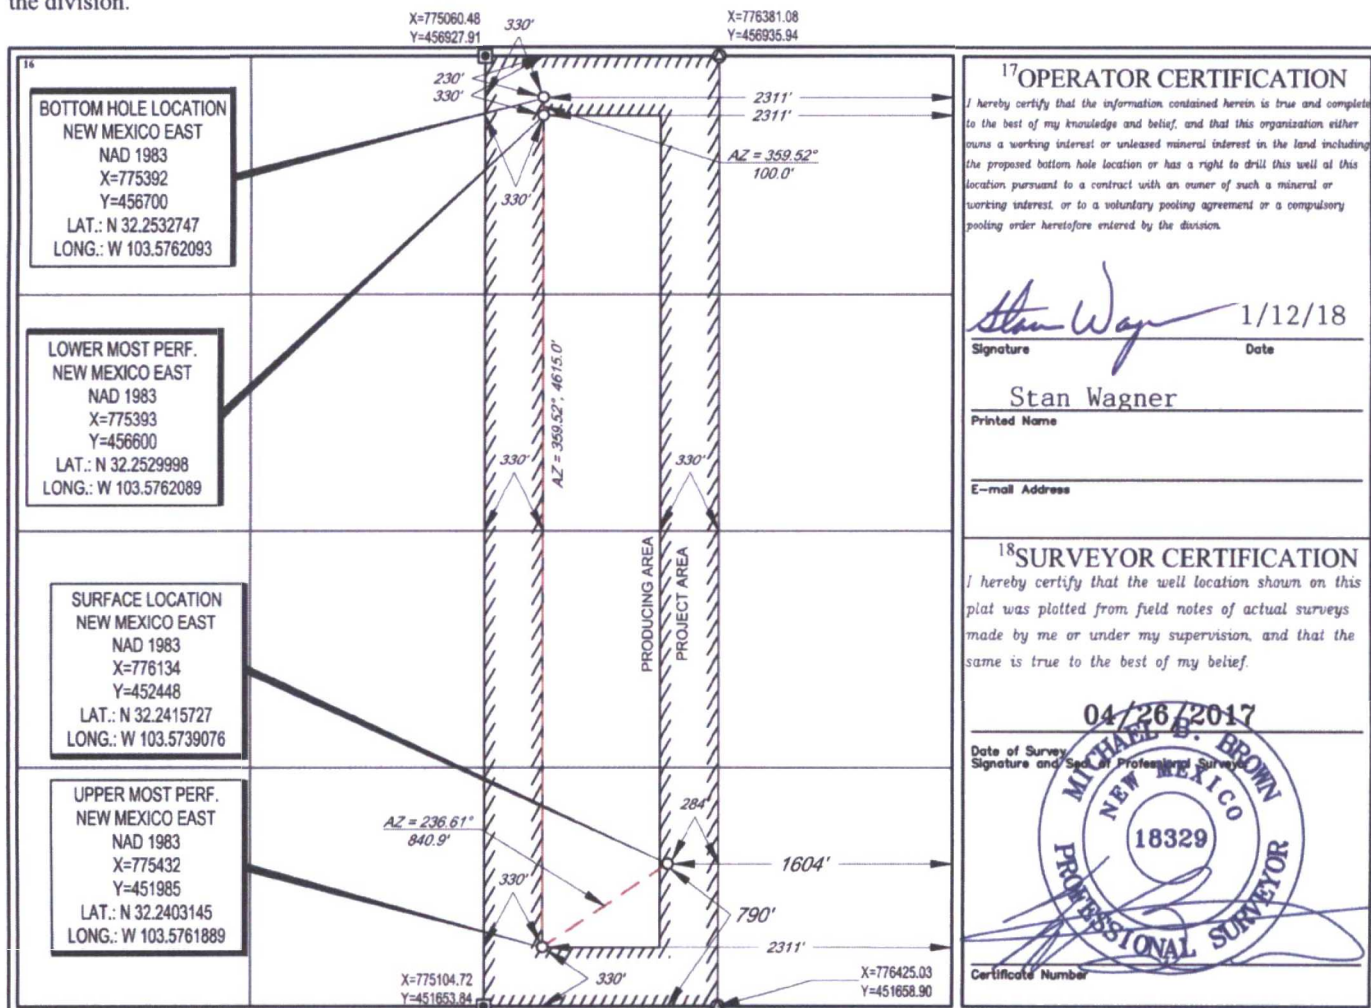 the division.
X=775060.48
Y=456927.91
330'
X=776381.08
Y=456935.94
16
BOTTOM HOLE LOCATION
NEW MEXICO EAST
NAD 1983
X=775392
Y=456700
LAT.: N 32.2532747
LONG.: W 103.5762093
230'
330'
2311'
2311'
AZ = 359.52°
100.0'
330'
LOWER MOST PERF.
NEW MEXICO EAST
NAD 1983
X=775393
Y=456600
LAT.: N 32.2529998
LONG.: W 103.5762089
AZ = 359.52°, 4615.0'
330'
330'
PRODUCING AREA
PROJECT AREA
SURFACE LOCATION
NEW MEXICO EAST
NAD 1983
X=776134
Y=452448
LAT.: N 32.2415727
LONG.: W 103.5739076
UPPER MOST PERF.
NEW MEXICO EAST
NAD 1983
X=775432
Y=451985
LAT.: N 32.2403145
LONG.: W 103.5761889
AZ = 236.61°
840.9'
284'
1604'
330'
790'
2311'
330'
X=775104.72
Y=451653.84
X=776425.03
Y=451658.90
17 OPERATOR CERTIFICATION
I hereby certify that the information contained herein is true and complete
to the best of my knowledge and belief, and that this organization either
owns a working interest or unleased mineral interest in the land including
the proposed bottom hole location or has a right to drill this well at this
location pursuant to a contract with an owner of such a mineral or
working interest, or to a voluntary pooling agreement or a compulsory
pooling order heretofore entered by the division.
Stan Wagner 1/12/18
Signature Date
Stan Wagner
Printed Name
E-mail Address
18 SURVEYOR CERTIFICATION
I hereby certify that the well location shown on this
plat was plotted from field notes of actual surveys
made by me or under my supervision, and that the
same is true to the best of my belief.
04/26/2017
Date of Survey
Signature and Seal of Professional Surveyor
MICHAEL B. BROWN
NEW MEXICO
18329
PROFESSIONAL SURVEYOR
Certificate Number